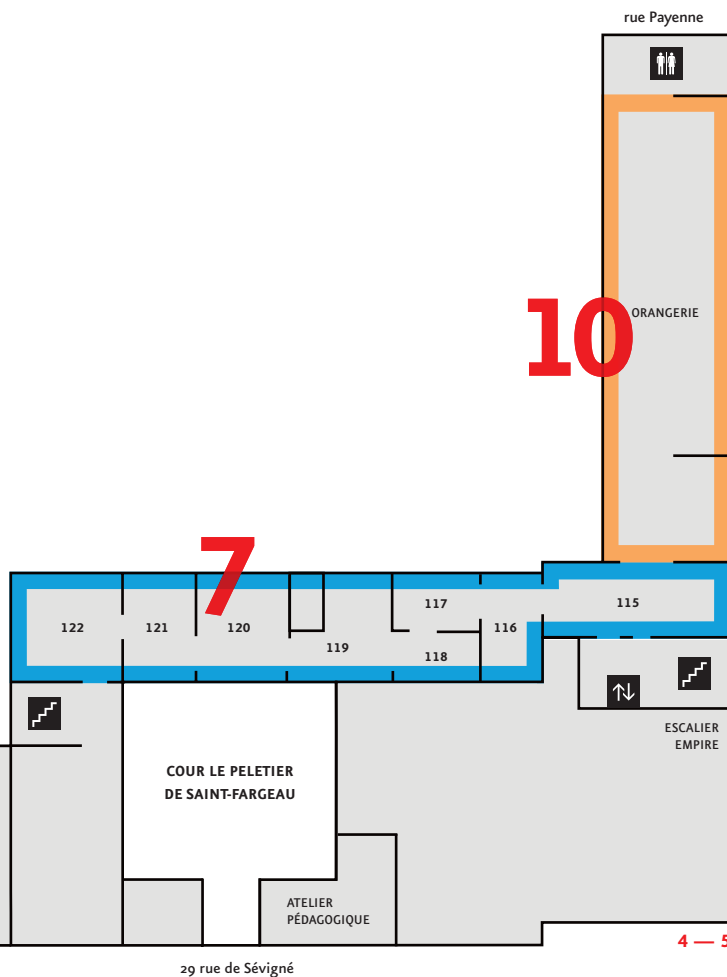 rue Payenne
10
ORANGERIE
7
117
115
122
121
120
116
119
118
ESCALIER
EMPIRE
COUR LE PELETIER
DE SAINT-FARGEAU
ATELIER
PÉDAGOGIQUE
4 — 5
29 rue de Sévigné